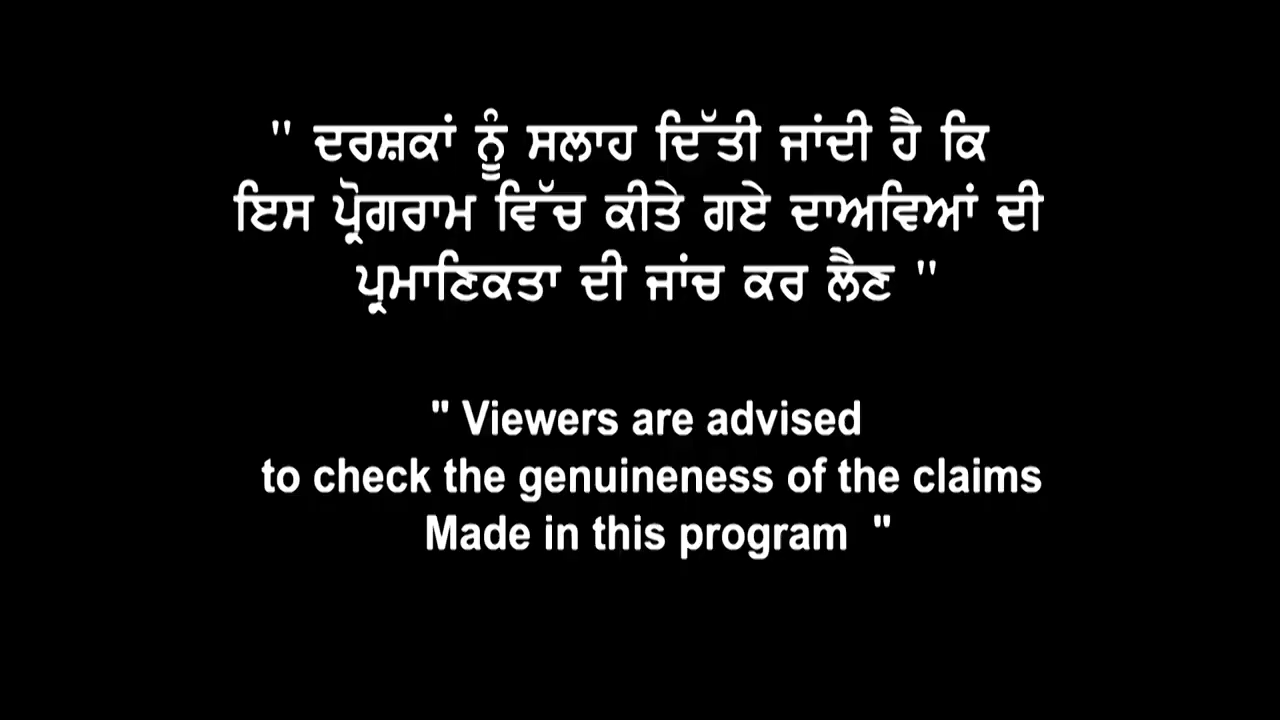 " ਦਰਸ਼ਕਾਂ ਨੂੰ ਸਲਾਹ ਦਿੱਤੀ ਜਾਂਦੀ ਹੈ ਕਿ
ਇਸ ਪ੍ਰੋਗਰਾਮ ਵਿੱਚ ਕੀਤੇ ਗਏ ਦਾਅਵਿਆਂ ਦੀ
ਪ੍ਰਮਾਣਿਕਤਾ ਦੀ ਜਾਂਚ ਕਰ ਲੈਣ "
" Viewers are advised
to check the genuineness of the claims
Made in this program "